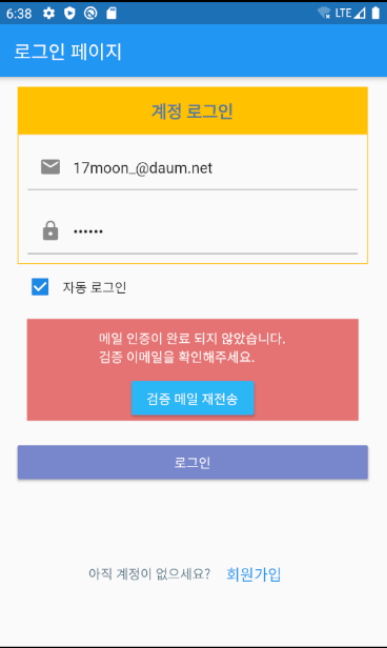 6:38 LTE
로그인 페이지
계정 로그인
17moon_@daum.net
••••••
자동 로그인
메일 인증이 완료 되지 않았습니다.
검증 이메일을 확인해주세요.
검증 메일 재전송
로그인
아직 계정이 없으세요? 회원가입